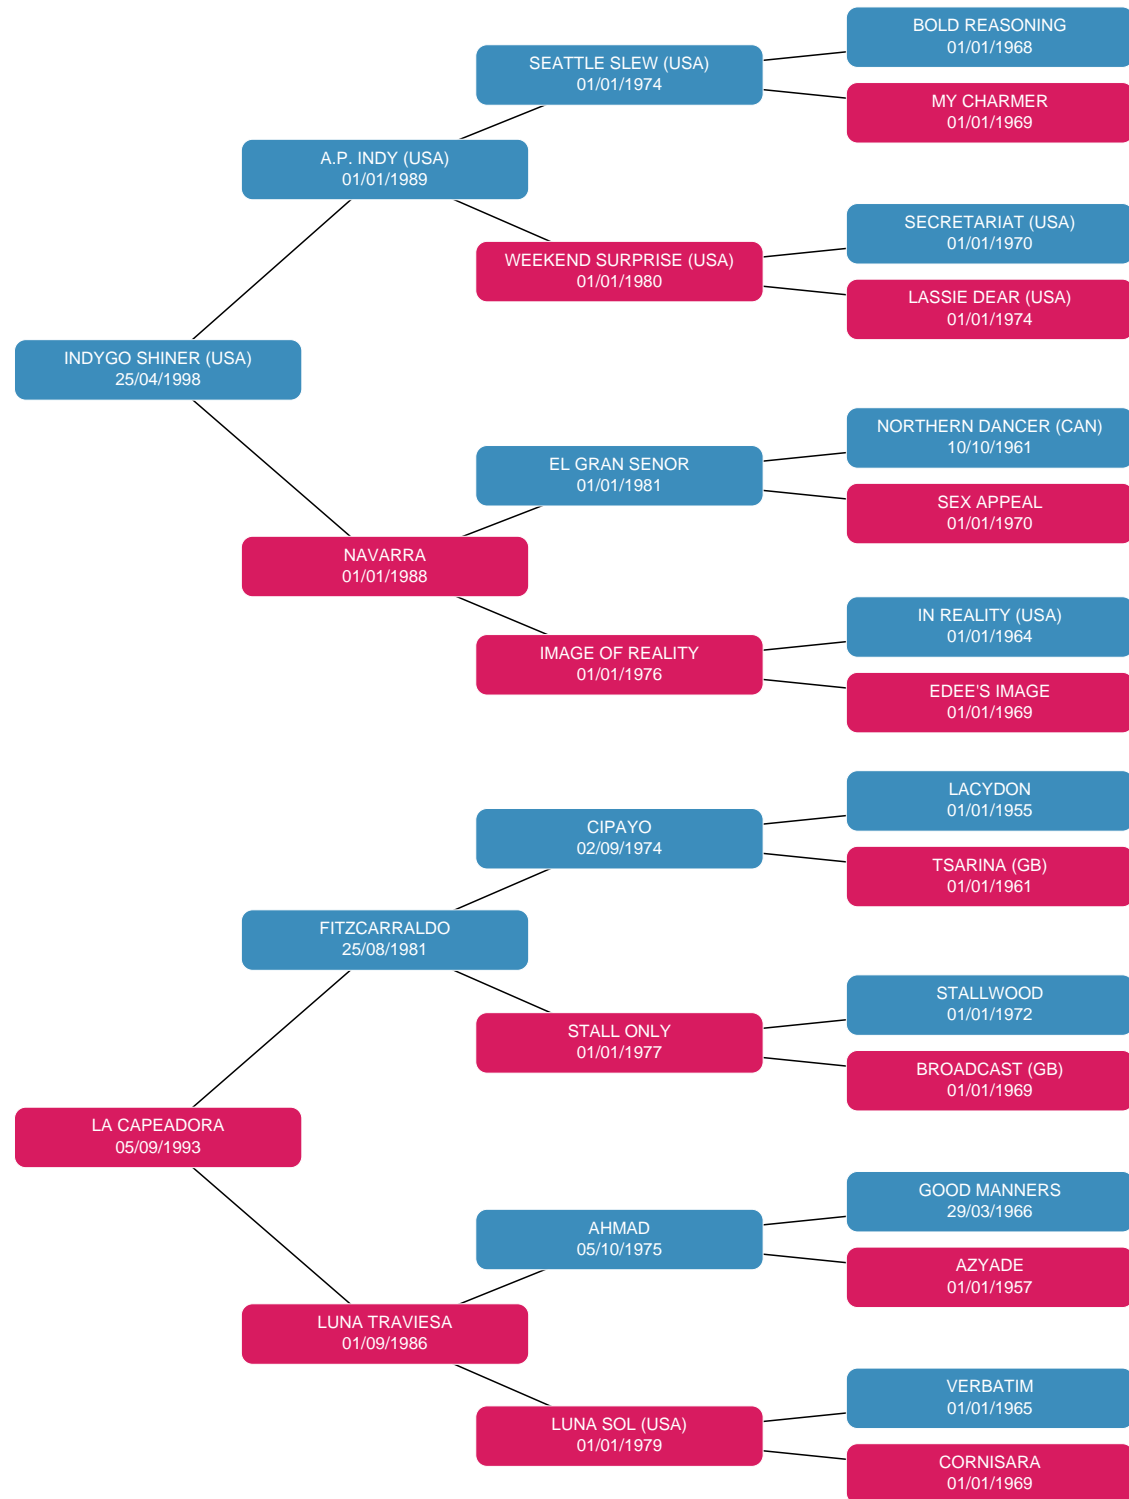 BOLD REASONING
01/01/1968
SEATTLE SLEW (USA)
01/01/1974
MY CHARMER
01/01/1969
A.P. INDY (USA)
01/01/1989
SECRETARIAT (USA)
01/01/1970
WEEKEND SURPRISE (USA)
01/01/1980
LASSIE DEAR (USA)
01/01/1974
INDYGO SHINER (USA)
25/04/1998
NORTHERN DANCER (CAN)
10/10/1961
EL GRAN SENOR
01/01/1981
SEX APPEAL
01/01/1970
NAVARRA
01/01/1988
IN REALITY (USA)
01/01/1964
IMAGE OF REALITY
01/01/1976
EDEE'S IMAGE
01/01/1969
LACYDON
01/01/1955
CIPAYO
02/09/1974
TSARINA (GB)
01/01/1961
FITZCARRALDO
25/08/1981
STALLWOOD
01/01/1972
STALL ONLY
01/01/1977
BROADCAST (GB)
01/01/1969
LA CAPEADORA
05/09/1993
GOOD MANNERS
29/03/1966
AHMAD
05/10/1975
AZYADE
01/01/1957
LUNA TRAVIESA
01/09/1986
VERBATIM
01/01/1965
LUNA SOL (USA)
01/01/1979
CORNISARA
01/01/1969